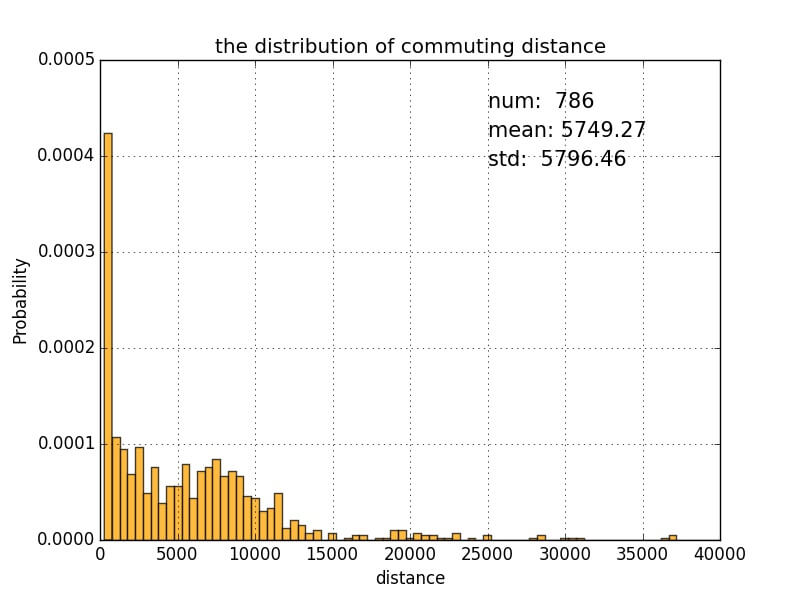 the distribution of commuting distance
0.0005
num: 786
mean: 5749.27
std: 5796.46
0.0004
0.0003
Probability
0.0002
0.0001
0.0000
0 5000 10000 15000 20000 25000 30000 35000 40000
distance